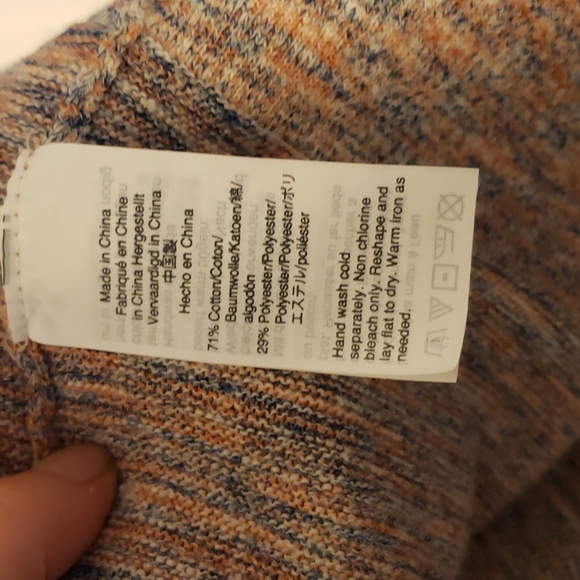 Made in China
Fabriqué en Chine
in China Hergestellt
Vervaardigd in China
中国製
Hecho en China
71% Cotton/Coton/
Baumwolle/Katoen/綿/
algodón
29% Polyester/Polyester/
Polyester/Polyester/ポリ
エステル/poliéster
Hand wash cold
separately. Non chlorine
bleach only. Reshape and
lay flat to dry. Warm iron as
needed.